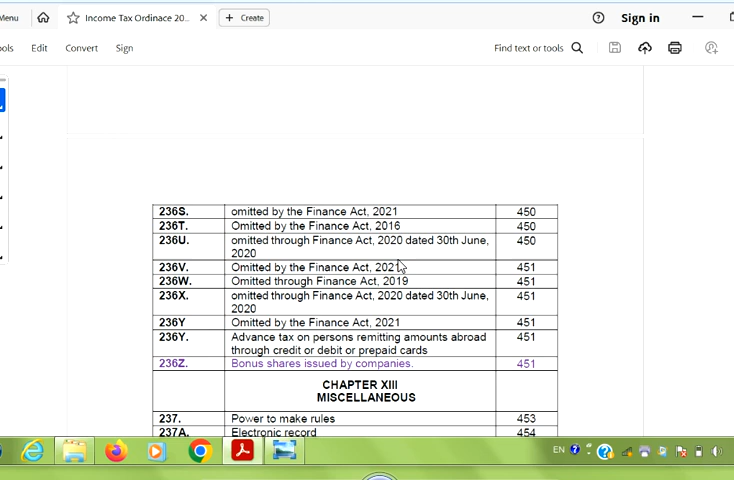 Menu Income Tax Ordinace 20... × + Create ? Sign in
ools Edit Convert Sign Find text or tools
236S. omitted by the Finance Act, 2021 450
236T. Omitted by the Finance Act, 2016 450
236U. omitted through Finance Act, 2020 dated 30th June, 450
2020
236V. Omitted by the Finance Act, 2021 451
236W. Omitted through Finance Act, 2019 451
236X. omitted through Finance Act, 2020 dated 30th June, 451
2020
236Y Omitted by the Finance Act, 2021 451
236Y. Advance tax on persons remitting amounts abroad 451
through credit or debit or prepaid cards
236Z. Bonus shares issued by companies. 451
CHAPTER XIII
MISCELLANEOUS
237. Power to make rules 453
237A. Electronic record 454
EN